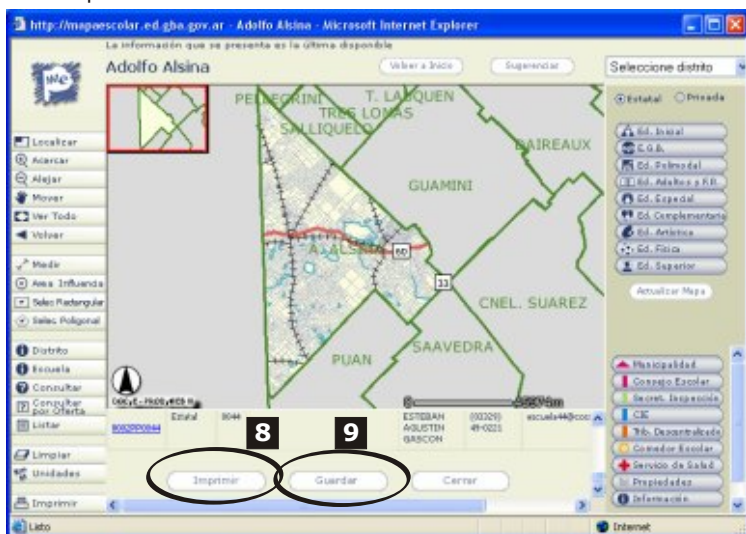 http://mapaescolar.ed.gba.gov.ar - Adolfo Alsina - Microsoft Internet Explorer
La información que se presenta es la última disponible
Adolfo Alsina
Volver a Inicio
Sugerencias
Seleccione distrito
Estatal
Privada
PELLEGRINI
T. LAUQUEN
TRES LOMAS
SALLIQUELO
DAIREAUX
GUAMINI
A. ALSINA
60
33
CNEL. SUAREZ
SAAVEDRA
PUAN
Localizar
Acercar
Alejar
Mover
Ver Todo
Volver
Medir
Area Influencia
Selec Rectangular
Selec. Poligonal
Distrito
Escuela
Consultar
Consultar por Oferta
Listar
Limpiar
Unidades
Imprimir
Ed. Inicial
E.G.B.
Ed. Polimodal
Ed. Adultos y F.P.
Ed. Especial
Ed. Complementaria
Ed. Artística
Ed. Física
Ed. Superior
Actualizar Mapa
Municipalidad
Consejo Escolar
Secret. Inspección
CIE
Trib. Descentralizado
Comedor Escolar
Servicio de Salud
Propiedades
Información
Estatal
0044
ESTEBAN
AGUSTIN
GASCON
(02329)
49-0221
8
9
Imprimir
Guardar
Cerrar
Listo
Internet